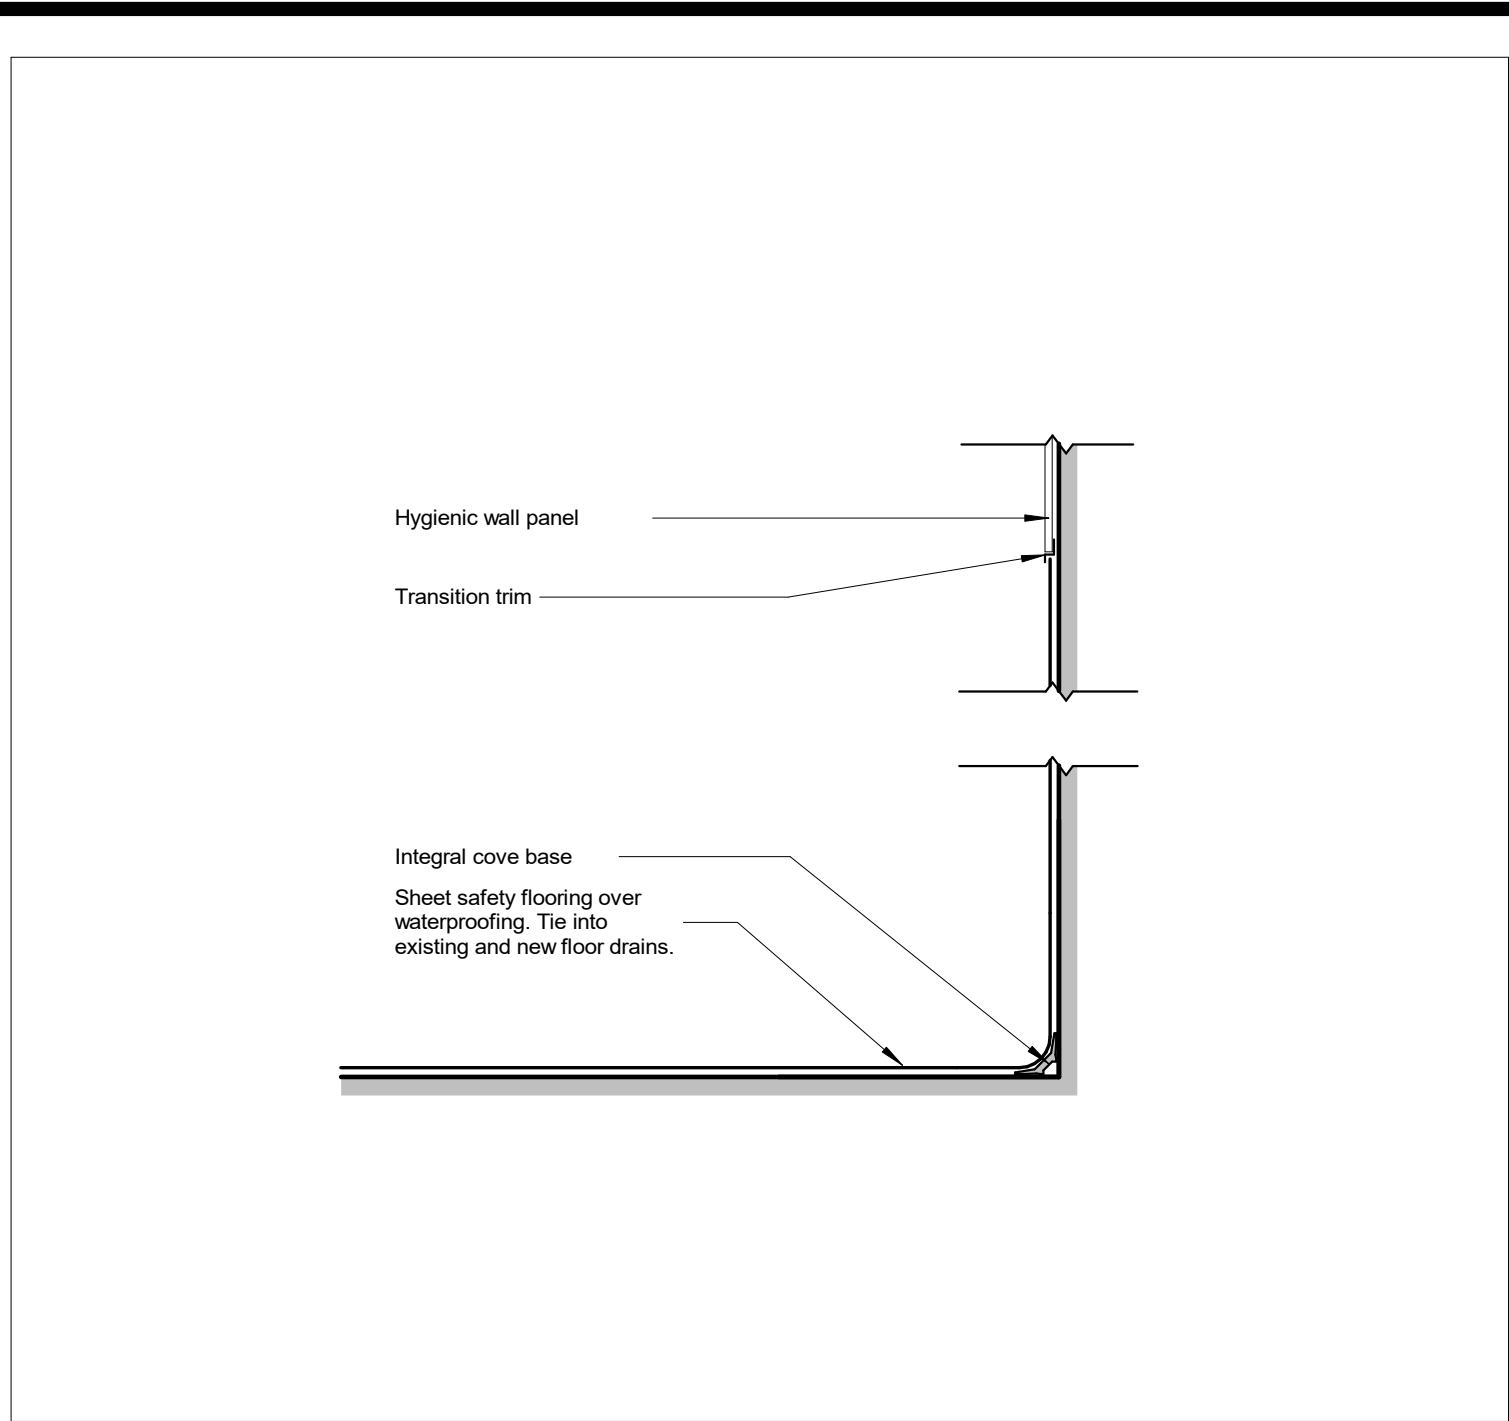 Hygienic wall panel
Transition trim
Integral cove base
Sheet safety flooring over
waterproofing. Tie into
existing and new floor drains.